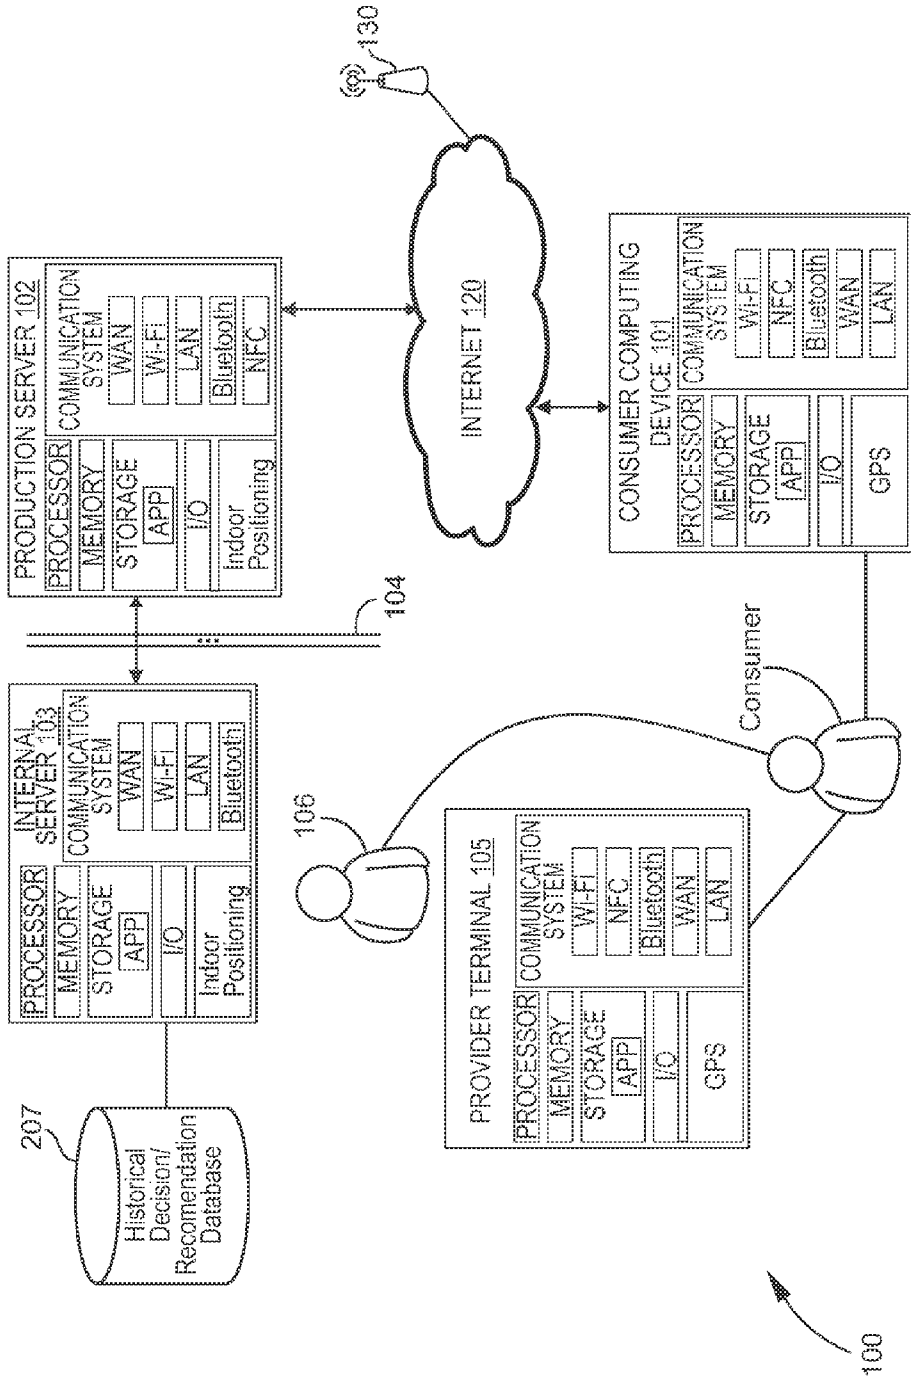 207
Historical
Decision/
Recomendation
Database
INTERNAL
SERVER 103
PROCESSOR
MEMORY
STORAGE
APP
I/O
Indoor
Positioning
COMMUNICATION
SYSTEM
WAN
Wi-Fi
LAN
Bluetooth
104
PRODUCTION SERVER 102
PROCESSOR
MEMORY
STORAGE
APP
I/O
Indoor
Positioning
COMMUNICATION
SYSTEM
WAN
Wi-Fi
LAN
Bluetooth
NFC
106
INTERNET 120
130
PROVIDER TERMINAL 105
PROCESSOR
MEMORY
STORAGE
APP
I/O
GPS
COMMUNICATION
SYSTEM
Wi-Fi
NFC
Bluetooth
WAN
LAN
Consumer
CONSUMER COMPUTING
DEVICE 101
PROCESSOR
MEMORY
STORAGE
APP
I/O
GPS
COMMUNICATION
SYSTEM
Wi-Fi
NFC
Bluetooth
WAN
LAN
100